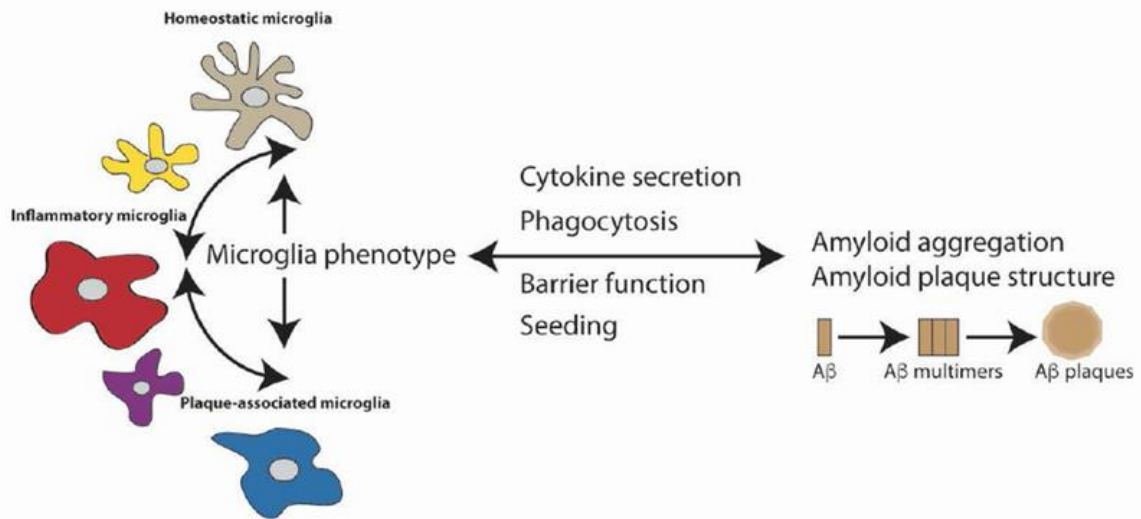 Homeostatic microglia
Inflammatory microglia
Microglia phenotype
Plaque-associated microglia
Cytokine secretion
Phagocytosis
Barrier function
Seeding
Amyloid aggregation
Amyloid plaque structure
Aβ
Aβ multimers
Aβ plaques